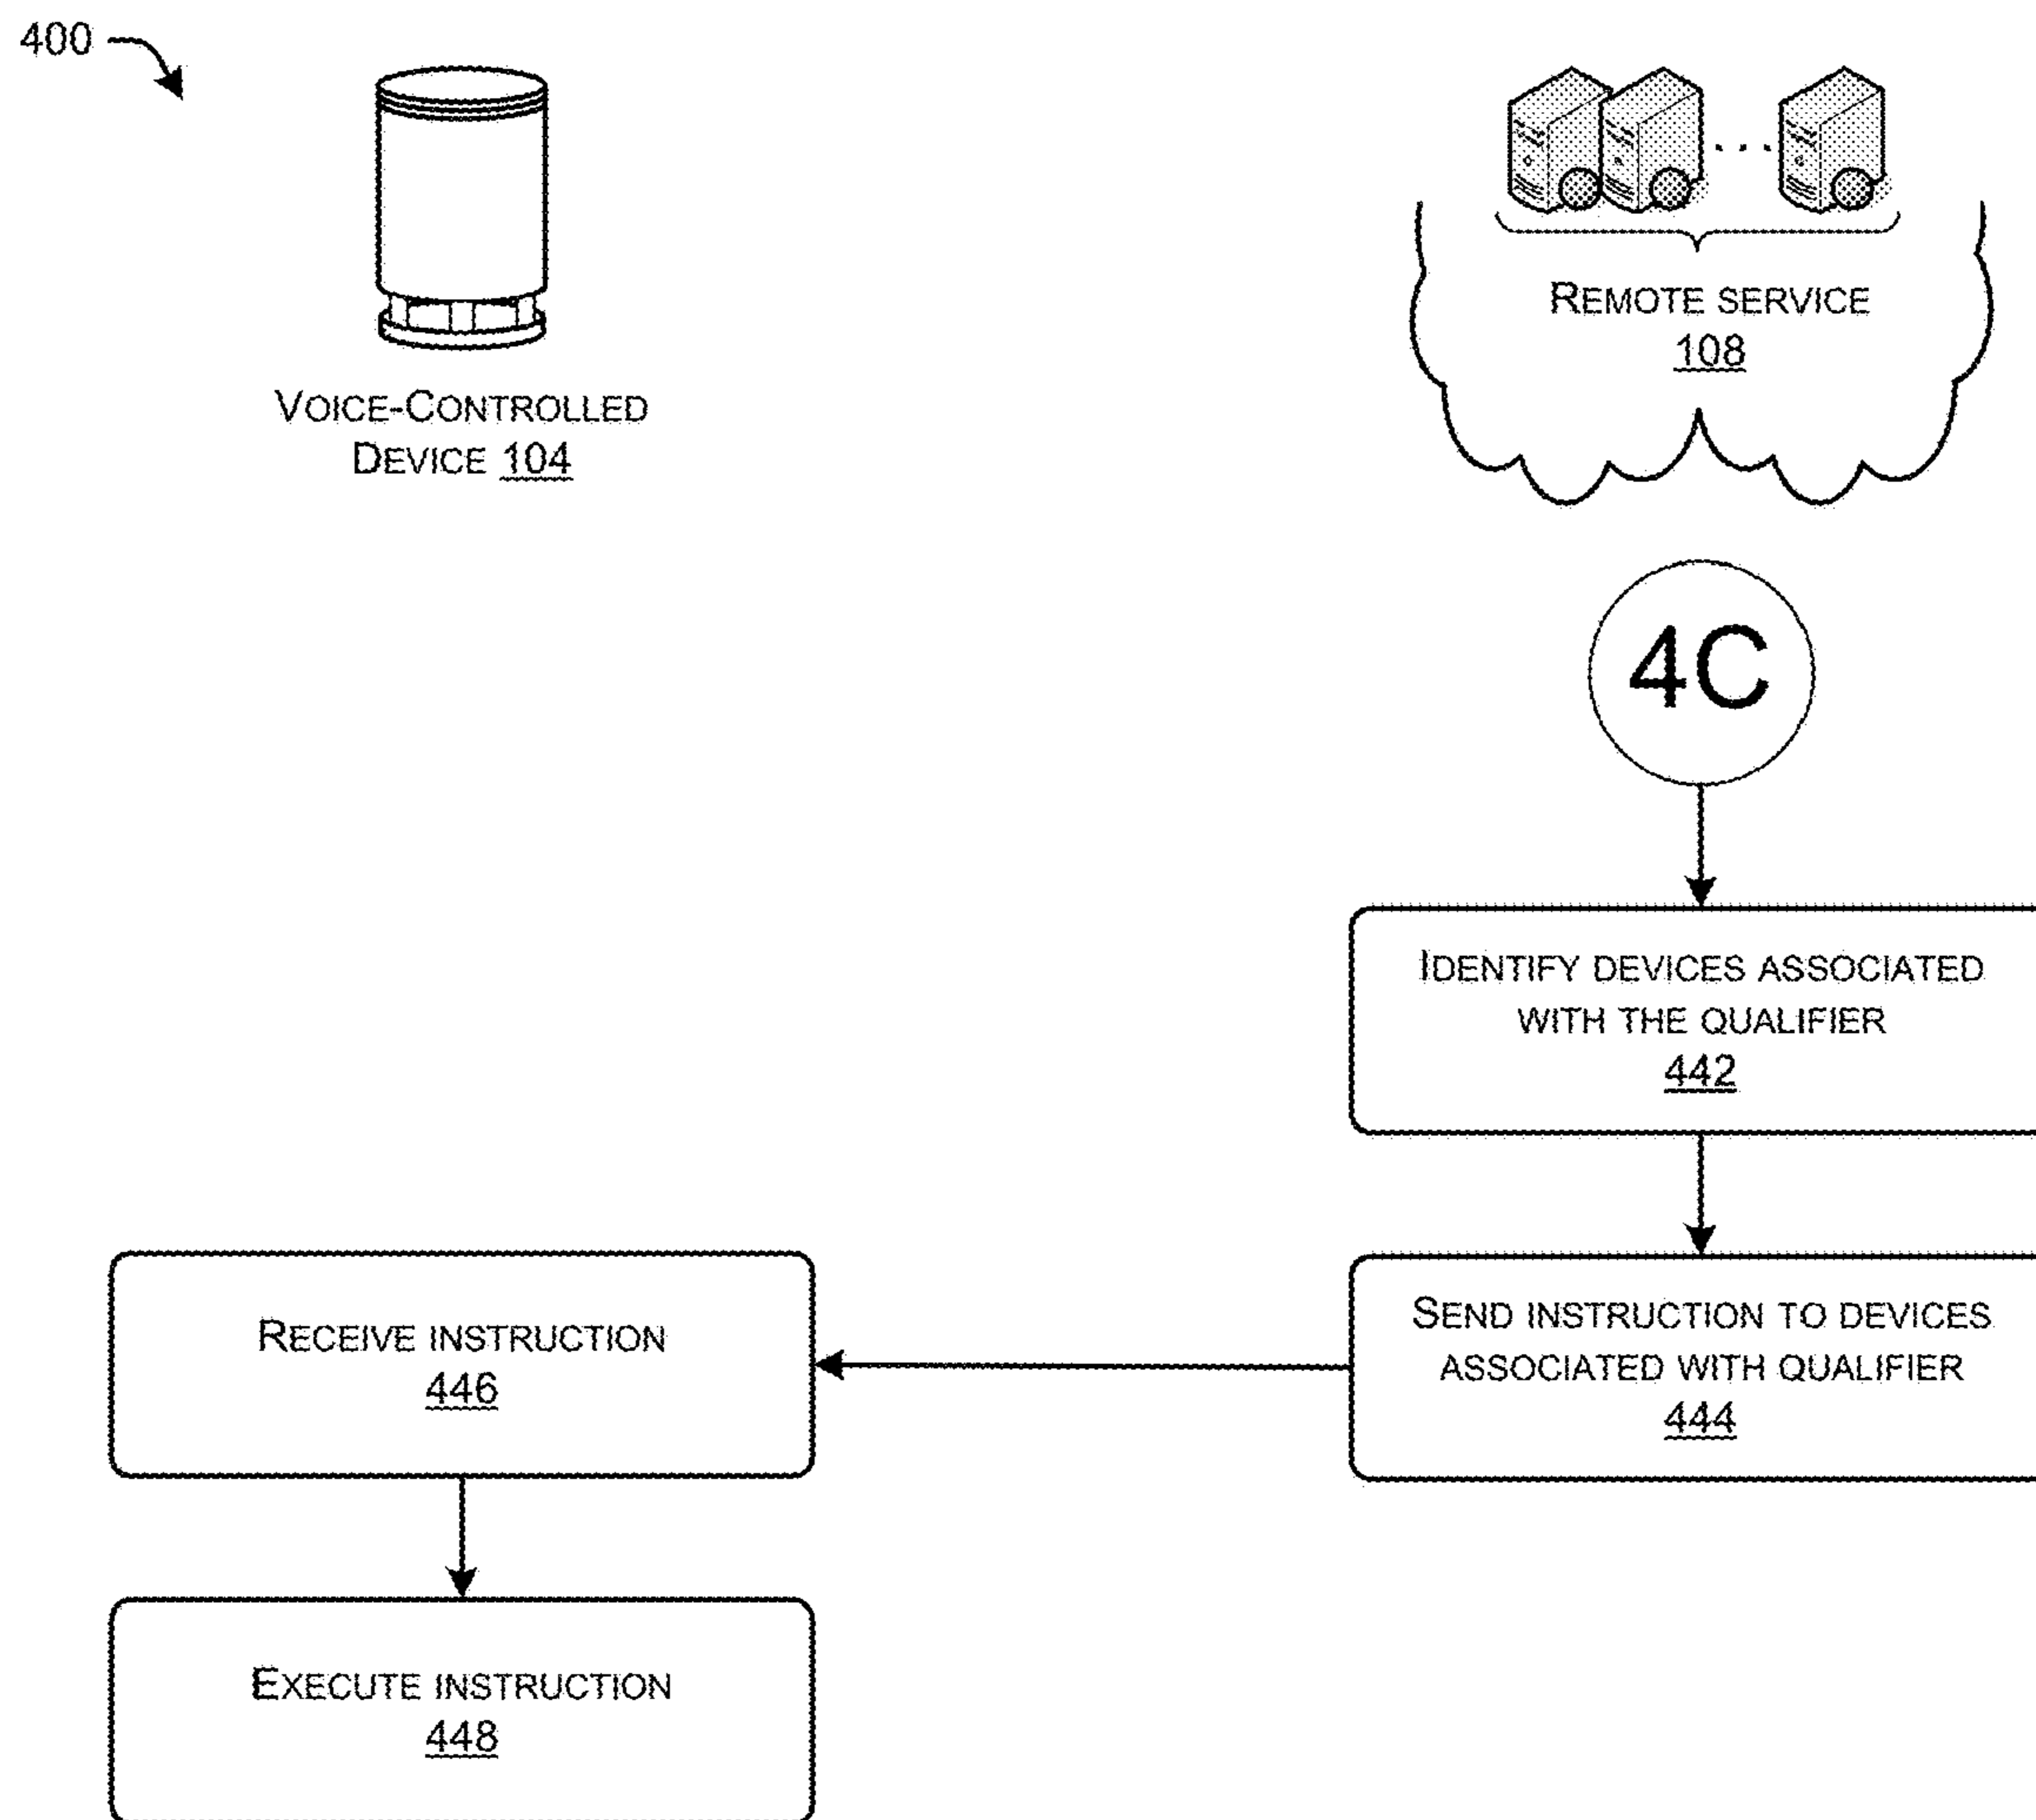 400
VOICE-CONTROLLED
DEVICE 104
REMOTE SERVICE
108
4C
IDENTIFY DEVICES ASSOCIATED
WITH THE QUALIFIER
442
SEND INSTRUCTION TO DEVICES
ASSOCIATED WITH QUALIFIER
444
RECEIVE INSTRUCTION
446
EXECUTE INSTRUCTION
448